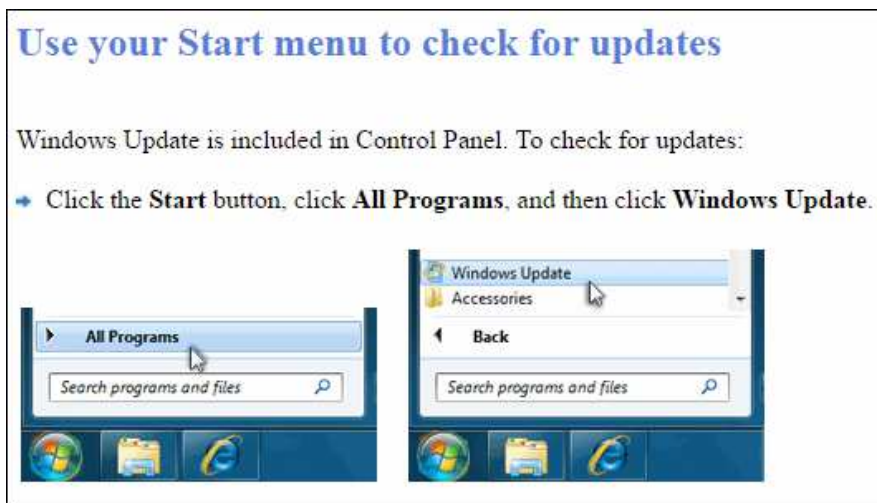 Use your Start menu to check for updates
Windows Update is included in Control Panel. To check for updates:
Click the Start button, click All Programs, and then click Windows Update.
All Programs
Search programs and files
Windows Update
Accessories
Back
Search programs and files